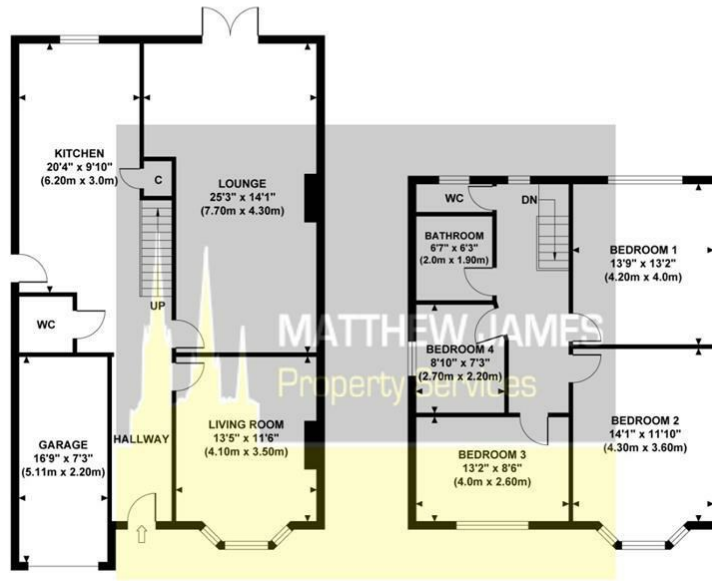 KITCHEN
20'4" x 9'10"
(6.20m x 3.0m)
C
LOUNGE
25'3" x 14'1"
(7.70m x 4.30m)
UP
WC
GARAGE
16'9" x 7'3"
(5.11m x 2.20m)
HALLWAY
LIVING ROOM
13'5" x 11'6"
(4.10m x 3.50m)
WC
DN
BATHROOM
6'7" x 6'3"
(2.0m x 1.90m)
BEDROOM 1
13'9" x 13'2"
(4.20m x 4.0m)
BEDROOM 4
8'10" x 7'3"
(2.70m x 2.20m)
BEDROOM 3
13'2" x 8'6"
(4.0m x 2.60m)
BEDROOM 2
14'1" x 11'10"
(4.30m x 3.60m)
MATTHEW JAMES
Property Services